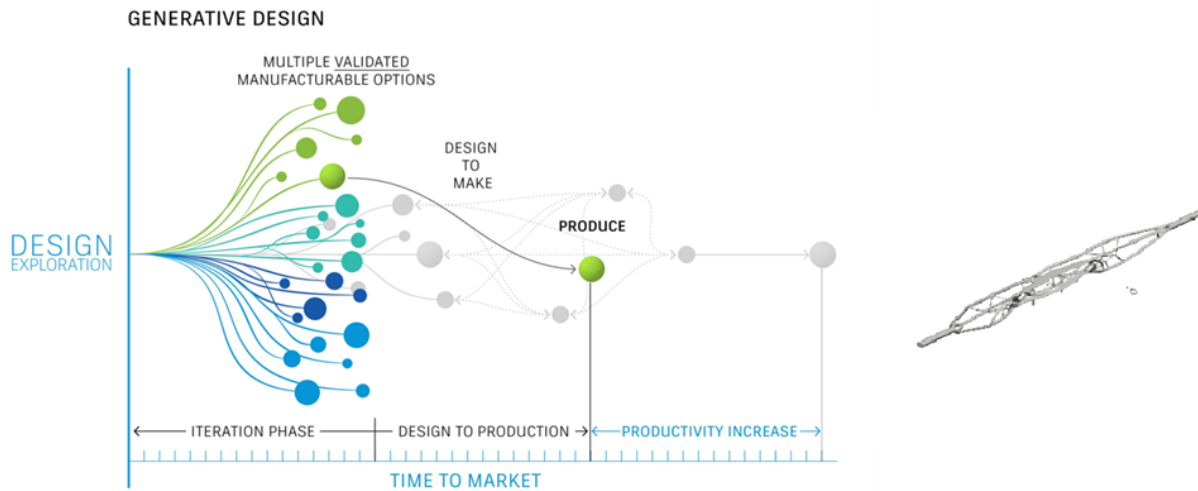 GENERATIVE DESIGN
MULTIPLE VALIDATED
MANUFACTURABLE OPTIONS
DESIGN
TO
MAKE
PRODUCE
DESIGN
EXPLORATION
ITERATION PHASE
DESIGN TO PRODUCTION
PRODUCTIVITY INCREASE
TIME TO MARKET